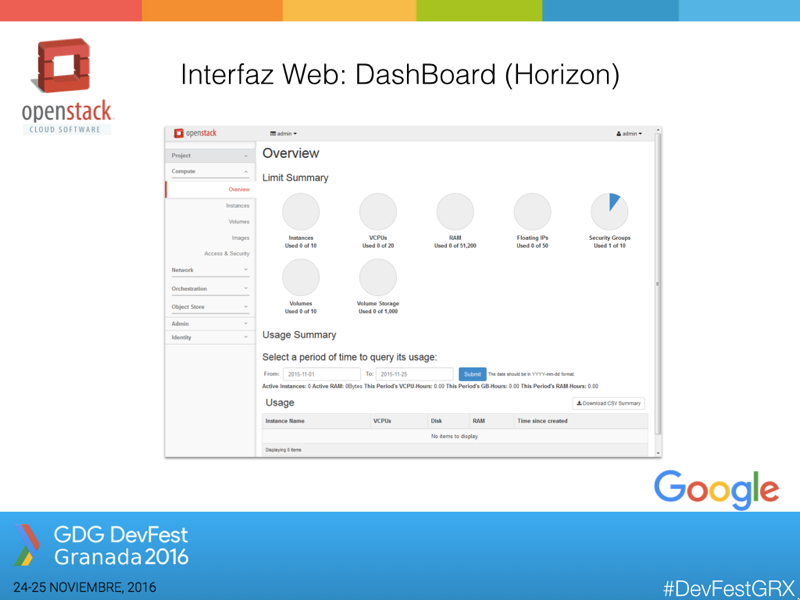 Interfaz Web: DashBoard (Horizon)
openstack
CLOUD SOFTWARE
openstack
admin
admin
Project
Compute
Overview
Instances
Volumes
Images
Access & Security
Network
Orchestration
Object Store
Admin
Identity
Overview
Limit Summary
Instances
Used 0 of 10
VCPUs
Used 0 of 20
RAM
Used 0 of 51,200
Floating IPs
Used 0 of 50
Security Groups
Used 1 of 10
Volumes
Used 0 of 10
Volume Storage
Used 0 of 1,000
Usage Summary
Select a period of time to query its usage:
From: 2015-11-01 To: 2015-11-25 Submit The date should be in YYYY-mm-dd format.
Active Instances: 0 Active RAM: 0Bytes This Period's VCPU-Hours: 0.00 This Period's GB-Hours: 0.00 This Period's RAM-Hours: 0.00
Usage
Download CSV Summary
Instance Name VCPUs Disk RAM Time since created
No items to display.
Displaying 0 items
Google
GDG DevFest
Granada 2016
24-25 NOVIEMBRE, 2016
#DevFestGRX